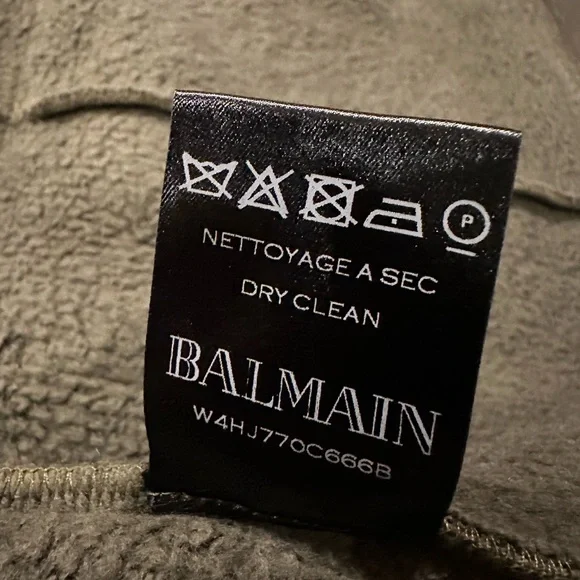 P
NETTOYAGE A SEC
DRY CLEAN
BALMAIN
W4HJ770C666B